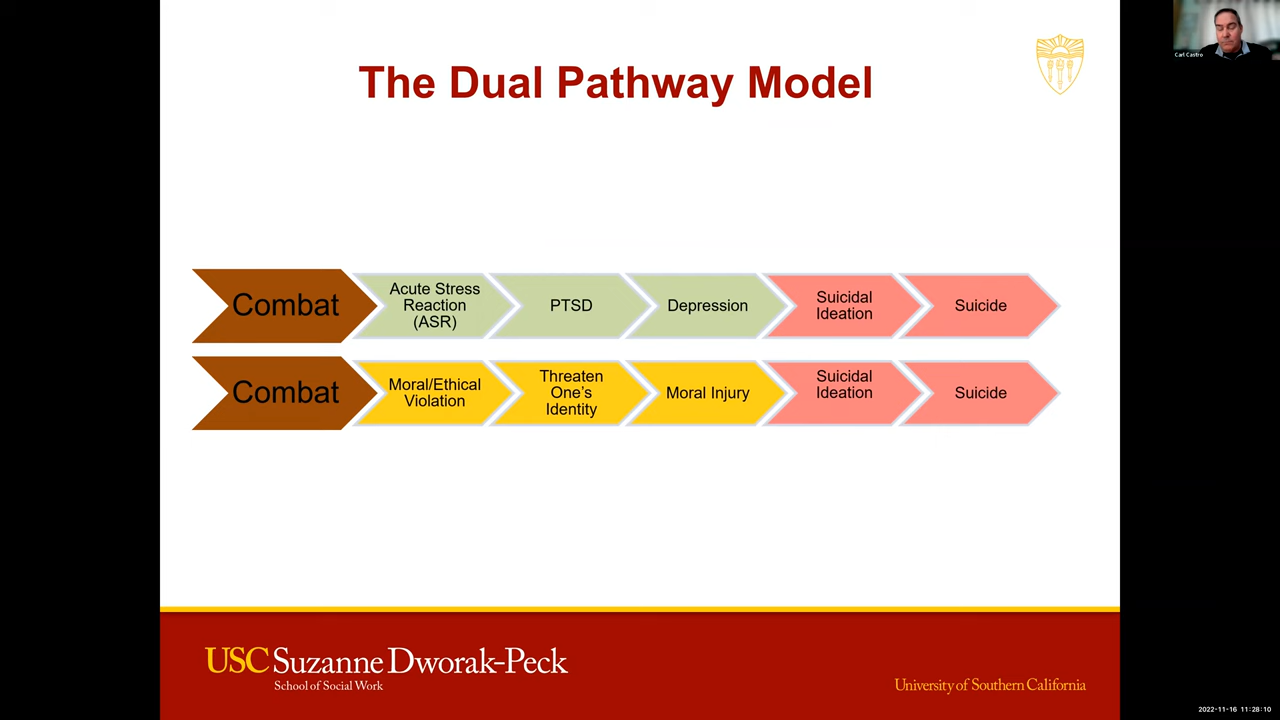 The Dual Pathway Model
Carl Castro
Combat
Acute Stress
Reaction
(ASR)
PTSD
Depression
Suicidal
Ideation
Suicide
Combat
Moral/Ethical
Violation
Threaten
One's
Identity
Moral Injury
Suicidal
Ideation
Suicide
USC Suzanne Dworak-Peck
School of Social Work
University of Southern California
2022-11-16 11:28:10